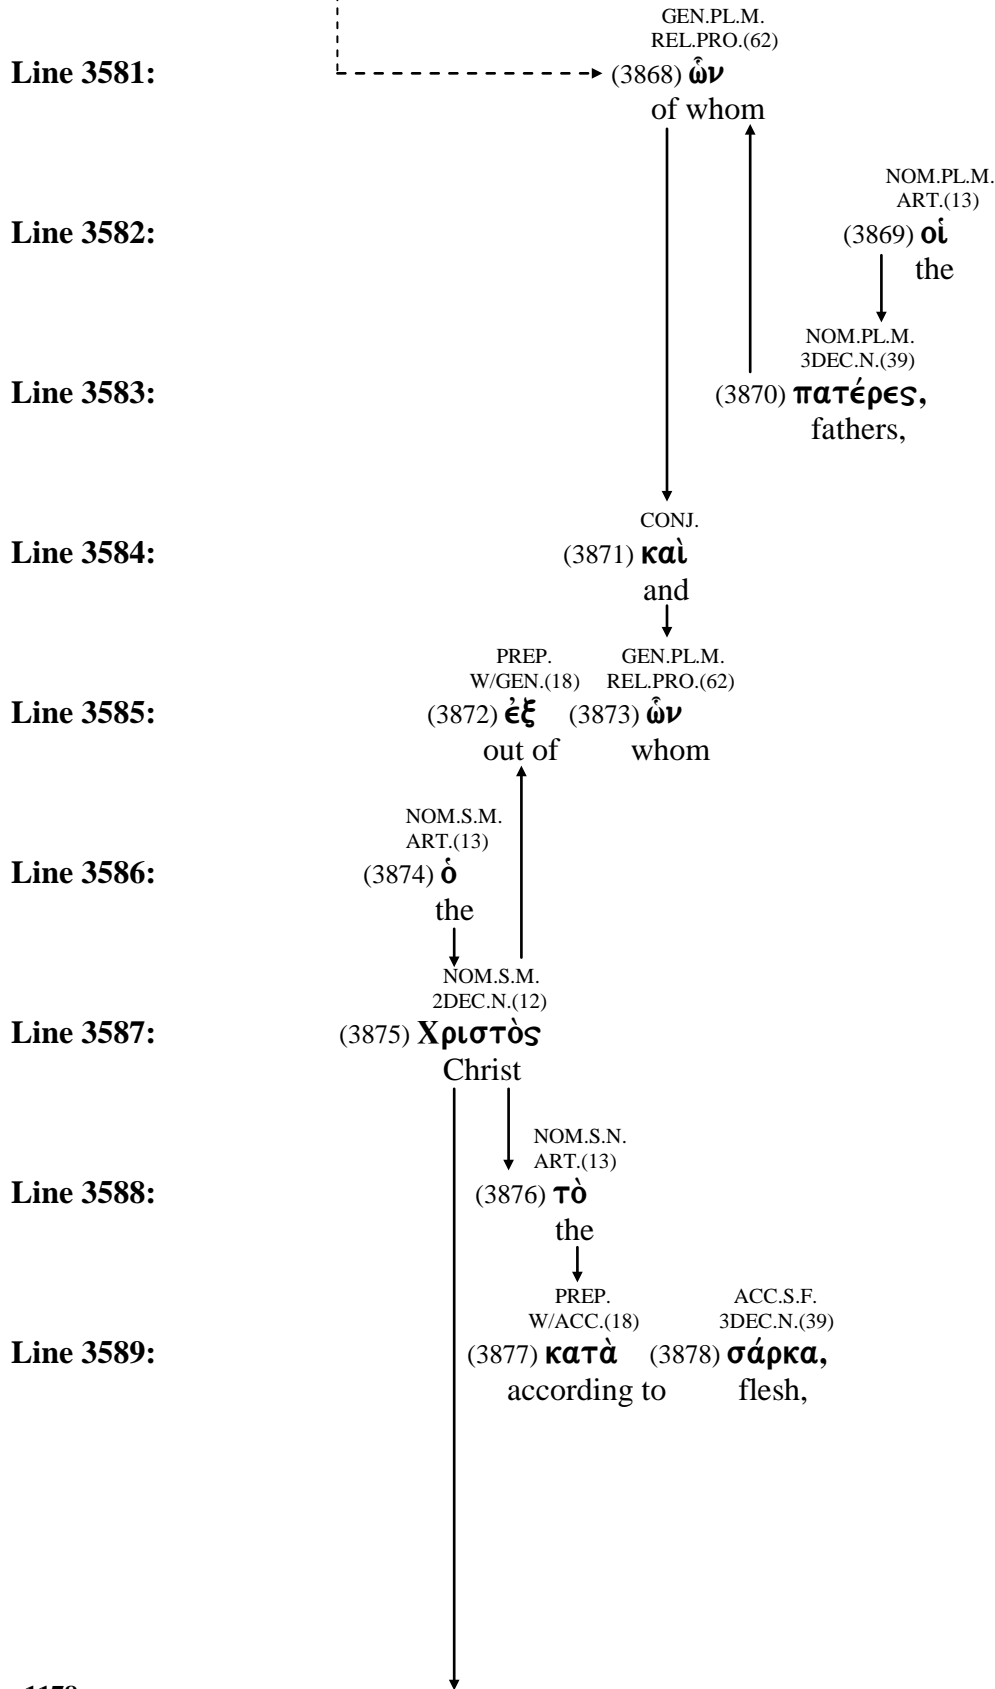 GEN.PL.M.
REL.PRO.(62)
Line 3581: (3868) ὧν
of whom
NOM.PL.M.
ART.(13)
Line 3582: (3869) οἱ
the
NOM.PL.M.
3DEC.N.(39)
Line 3583: (3870) πατέρες,
fathers,
CONJ.
Line 3584: (3871) καὶ
and
PREP. GEN.PL.M.
W/GEN.(18) REL.PRO.(62)
Line 3585: (3872) ἐξ (3873) ὧν
out of whom
NOM.S.M.
ART.(13)
Line 3586: (3874) ὁ
the
NOM.S.M.
2DEC.N.(12)
Line 3587: (3875) Χριστὸς
Christ
NOM.S.N.
ART.(13)
Line 3588: (3876) τὸ
the
PREP. ACC.S.F.
W/ACC.(18) 3DEC.N.(39)
Line 3589: (3877) κατὰ (3878) σάρκα,
according to flesh,